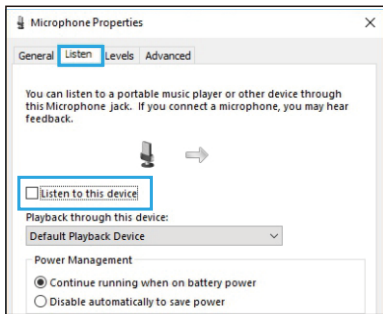 Microphone Properties
General Listen Levels Advanced
You can listen to a portable music player or other device through
this Microphone jack. If you connect a microphone, you may hear
feedback.
Listen to this device
Playback through this device:
Default Playback Device
Power Management
Continue running when on battery power
Disable automatically to save power